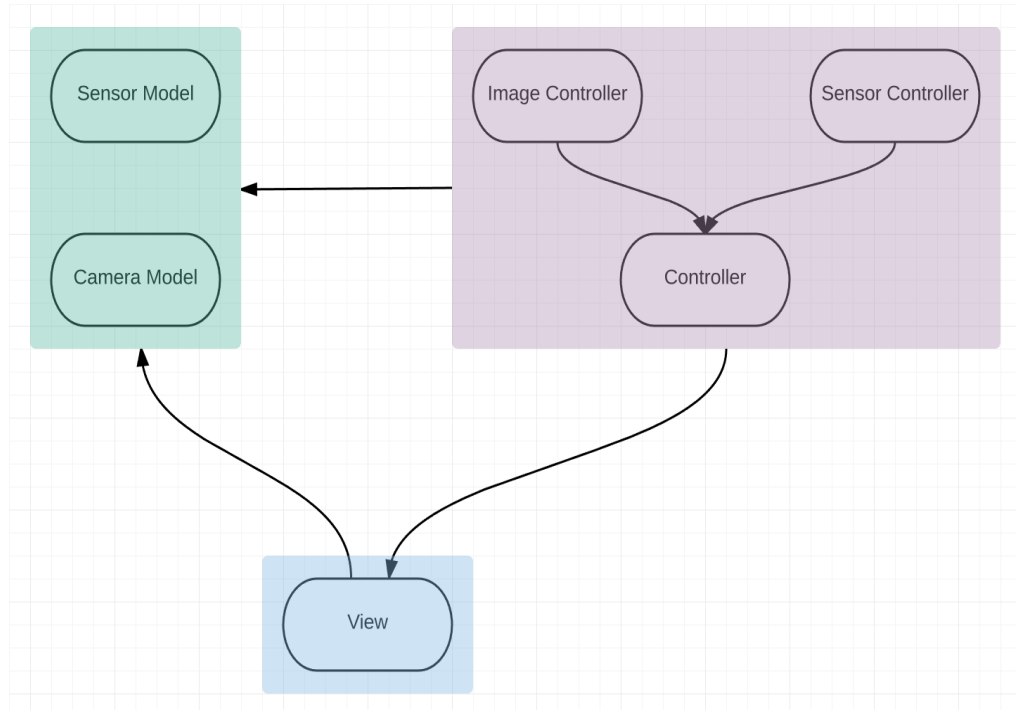 Sensor Model
Image Controller
Sensor Controller
Camera Model
Controller
View